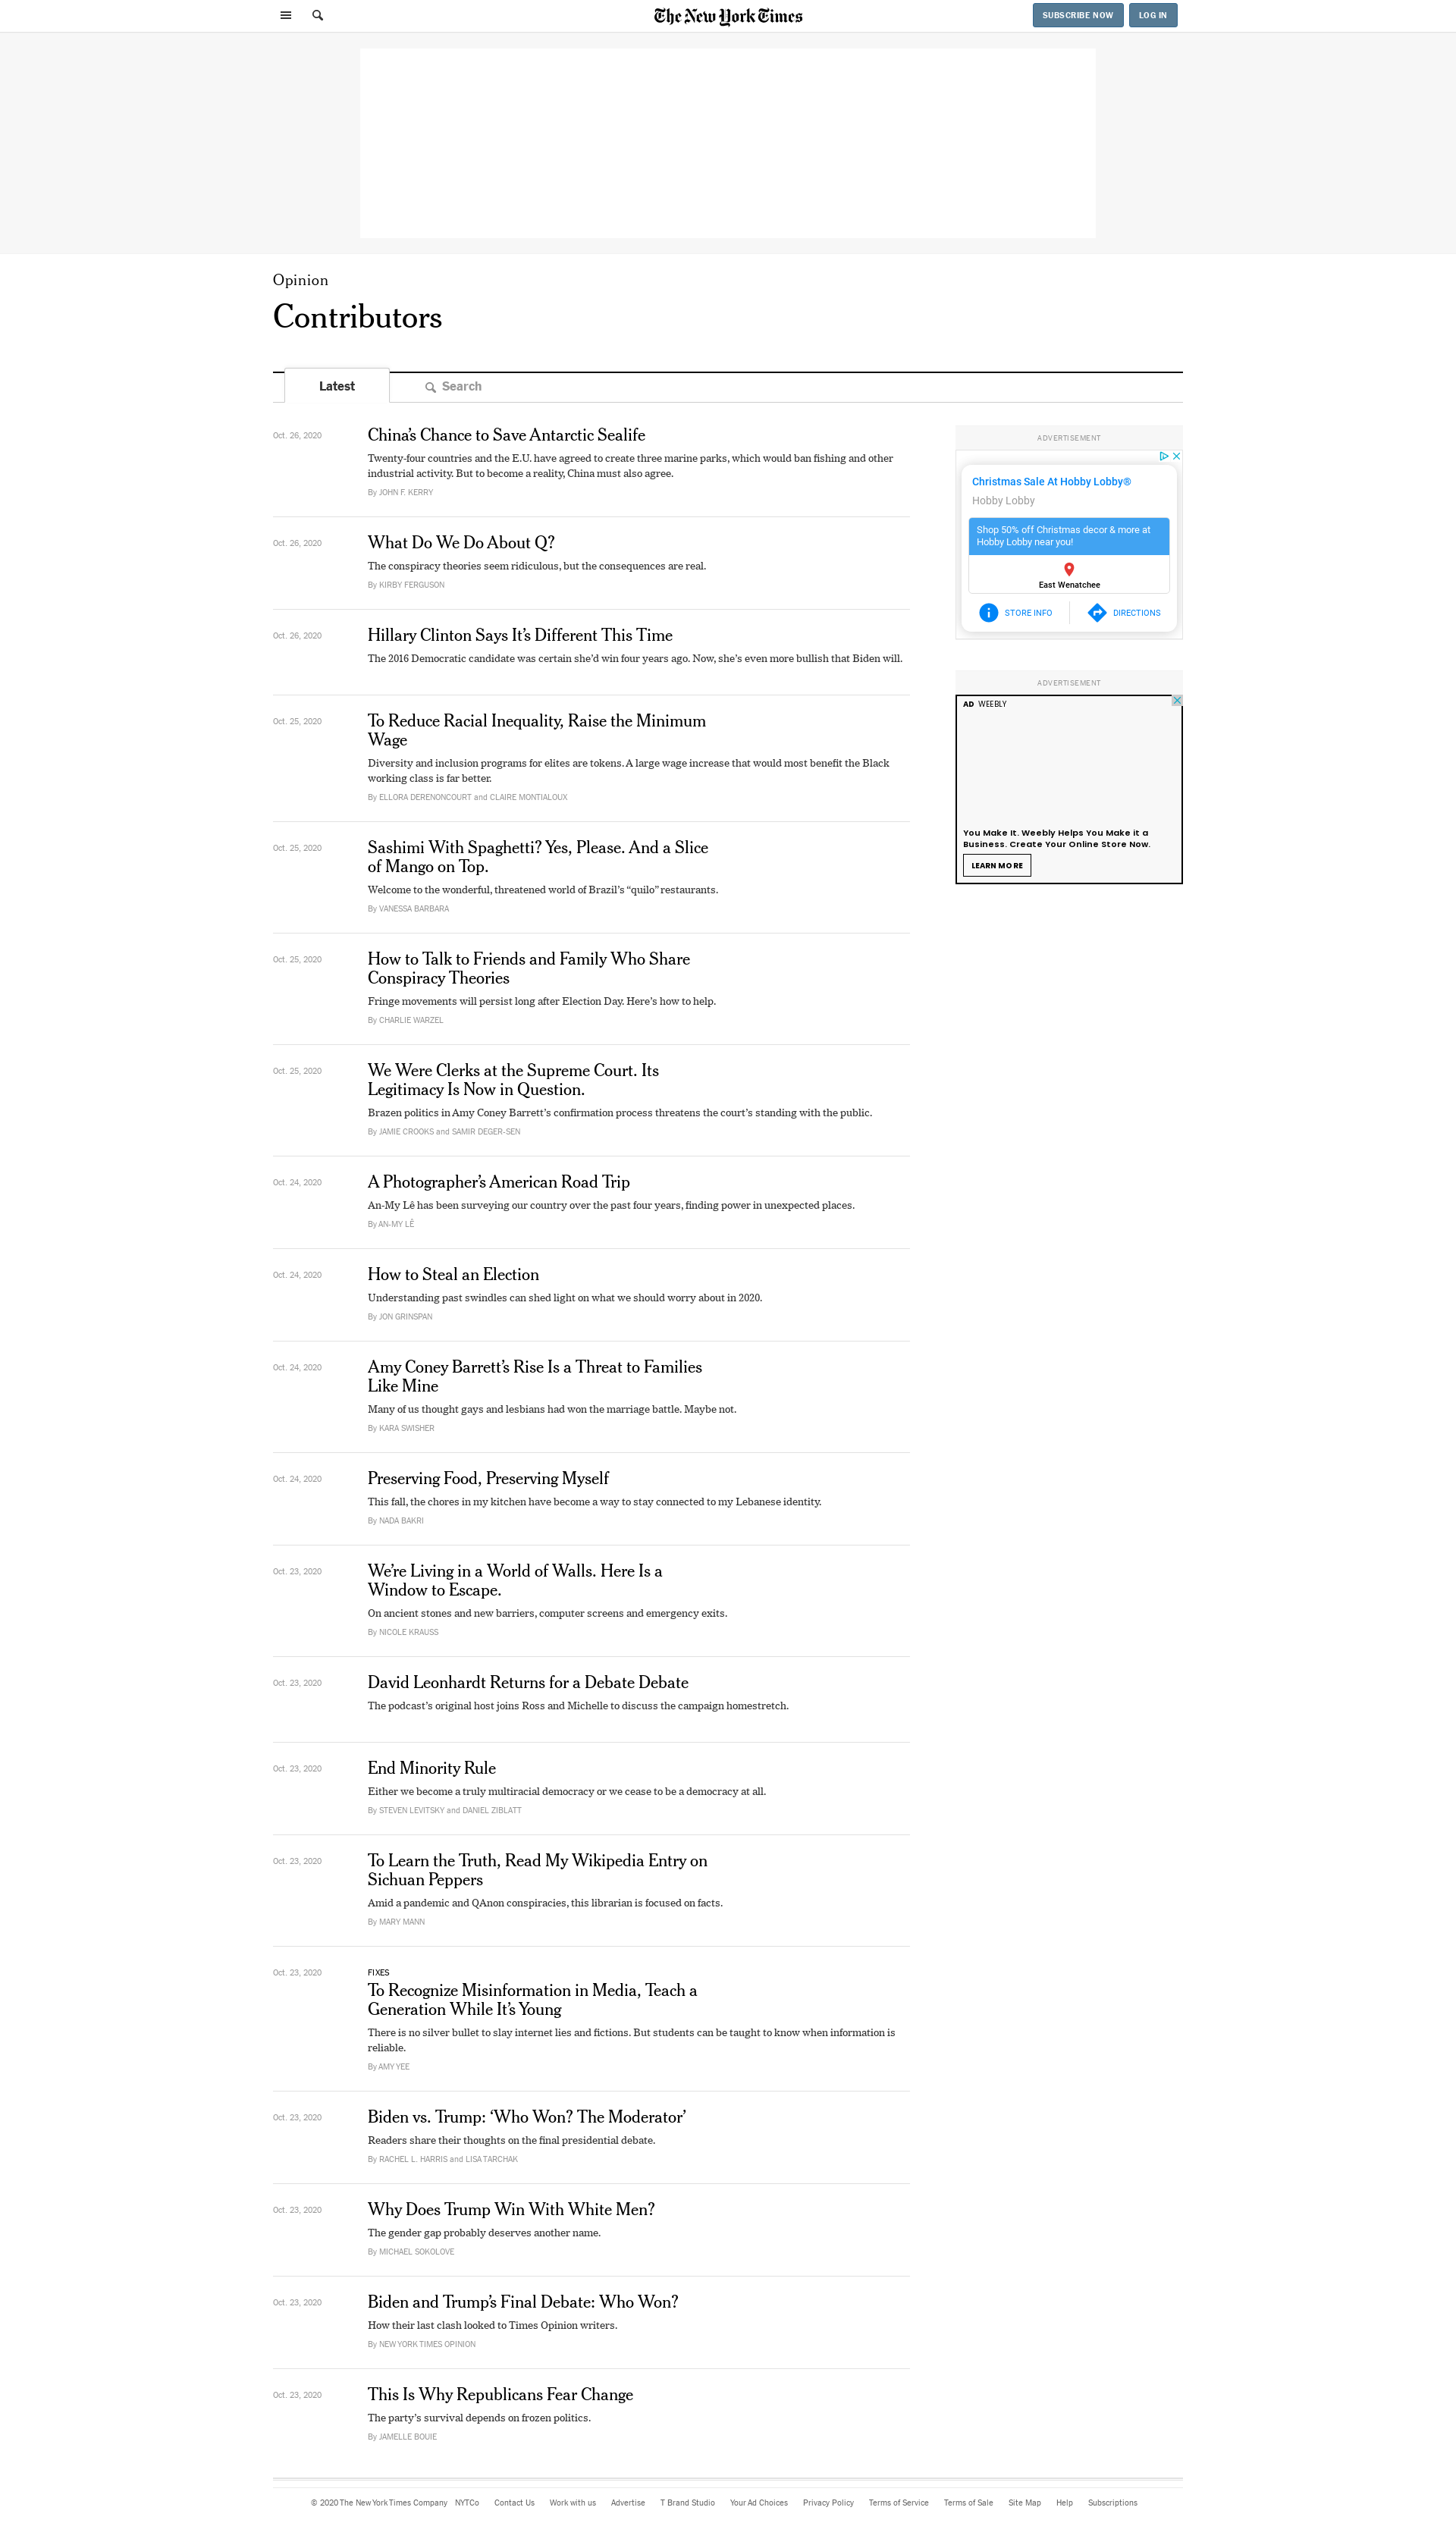 The New York Times
SUBSCRIBE NOW
LOG IN
Opinion
Contributors
Latest
Search
Oct. 26, 2020
China’s Chance to Save Antarctic Sealife
Twenty-four countries and the E.U. have agreed to create three marine parks, which would ban fishing and other
industrial activity. But to become a reality, China must also agree.
By JOHN F. KERRY
Oct. 26, 2020
What Do We Do About Q?
The conspiracy theories seem ridiculous, but the consequences are real.
By KIRBY FERGUSON
Oct. 26, 2020
Hillary Clinton Says It’s Different This Time
The 2016 Democratic candidate was certain she’d win four years ago. Now, she’s even more bullish that Biden will.
Oct. 25, 2020
To Reduce Racial Inequality, Raise the Minimum
Wage
Diversity and inclusion programs for elites are tokens. A large wage increase that would most benefit the Black
working class is far better.
By ELLORA DERENONCOURT and CLAIRE MONTIALOUX
Oct. 25, 2020
Sashimi With Spaghetti? Yes, Please. And a Slice
of Mango on Top.
Welcome to the wonderful, threatened world of Brazil’s “quilo” restaurants.
By VANESSA BARBARA
Oct. 25, 2020
How to Talk to Friends and Family Who Share
Conspiracy Theories
Fringe movements will persist long after Election Day. Here’s how to help.
By CHARLIE WARZEL
Oct. 25, 2020
We Were Clerks at the Supreme Court. Its
Legitimacy Is Now in Question.
Brazen politics in Amy Coney Barrett’s confirmation process threatens the court’s standing with the public.
By JAMIE CROOKS and SAMIR DEGER-SEN
Oct. 24, 2020
A Photographer’s American Road Trip
An-My Lê has been surveying our country over the past four years, finding power in unexpected places.
By AN-MY LÊ
Oct. 24, 2020
How to Steal an Election
Understanding past swindles can shed light on what we should worry about in 2020.
By JON GRINSPAN
Oct. 24, 2020
Amy Coney Barrett’s Rise Is a Threat to Families
Like Mine
Many of us thought gays and lesbians had won the marriage battle. Maybe not.
By KARA SWISHER
Oct. 24, 2020
Preserving Food, Preserving Myself
This fall, the chores in my kitchen have become a way to stay connected to my Lebanese identity.
By NADA BAKRI
Oct. 23, 2020
We’re Living in a World of Walls. Here Is a
Window to Escape.
On ancient stones and new barriers, computer screens and emergency exits.
By NICOLE KRAUSS
Oct. 23, 2020
David Leonhardt Returns for a Debate Debate
The podcast’s original host joins Ross and Michelle to discuss the campaign homestretch.
Oct. 23, 2020
End Minority Rule
Either we become a truly multiracial democracy or we cease to be a democracy at all.
By STEVEN LEVITSKY and DANIEL ZIBLATT
Oct. 23, 2020
To Learn the Truth, Read My Wikipedia Entry on
Sichuan Peppers
Amid a pandemic and QAnon conspiracies, this librarian is focused on facts.
By MARY MANN
Oct. 23, 2020
FIXES
To Recognize Misinformation in Media, Teach a
Generation While It’s Young
There is no silver bullet to slay internet lies and fictions. But students can be taught to know when information is
reliable.
By AMY YEE
Oct. 23, 2020
Biden vs. Trump: ‘Who Won? The Moderator’
Readers share their thoughts on the final presidential debate.
By RACHEL L. HARRIS and LISA TARCHAK
Oct. 23, 2020
Why Does Trump Win With White Men?
The gender gap probably deserves another name.
By MICHAEL SOKOLOVE
Oct. 23, 2020
Biden and Trump’s Final Debate: Who Won?
How their last clash looked to Times Opinion writers.
By NEW YORK TIMES OPINION
Oct. 23, 2020
This Is Why Republicans Fear Change
The party’s survival depends on frozen politics.
By JAMELLE BOUIE
ADVERTISEMENT
Christmas Sale At Hobby Lobby®
Hobby Lobby
Shop 50% off Christmas decor & more at
Hobby Lobby near you!
East Wenatchee
STORE INFO
DIRECTIONS
ADVERTISEMENT
AD WEEBLY
You Make It. Weebly Helps You Make it a
Business. Create Your Online Store Now.
LEARN MORE
© 2020 The New York Times Company NYTCo Contact Us Work with us Advertise T Brand Studio Your Ad Choices Privacy Policy Terms of Service Terms of Sale Site Map Help Subscriptions